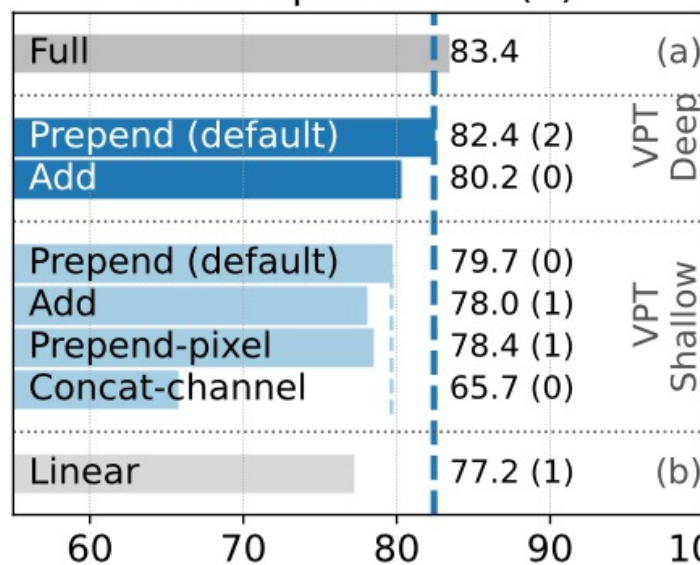 Full 83.4 (a)
Prepend (default) 82.4 (2)
Add 80.2 (0)
VPT
Deep
Prepend (default) 79.7 (0)
Add 78.0 (1)
Prepend-pixel 78.4 (1)
Concat-channel 65.7 (0)
VPT
Shallow
Linear 77.2 (1) (b)
60 70 80 90